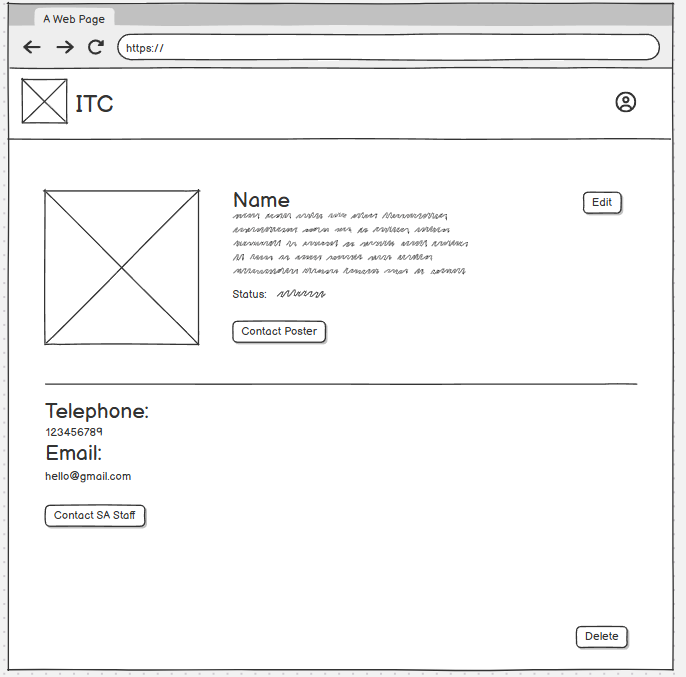 A Web Page
https://
ITC
Name
Edit
Status:
Contact Poster
Telephone:
123456789
Email:
hello@gmail.com
Contact SA Staff
Delete